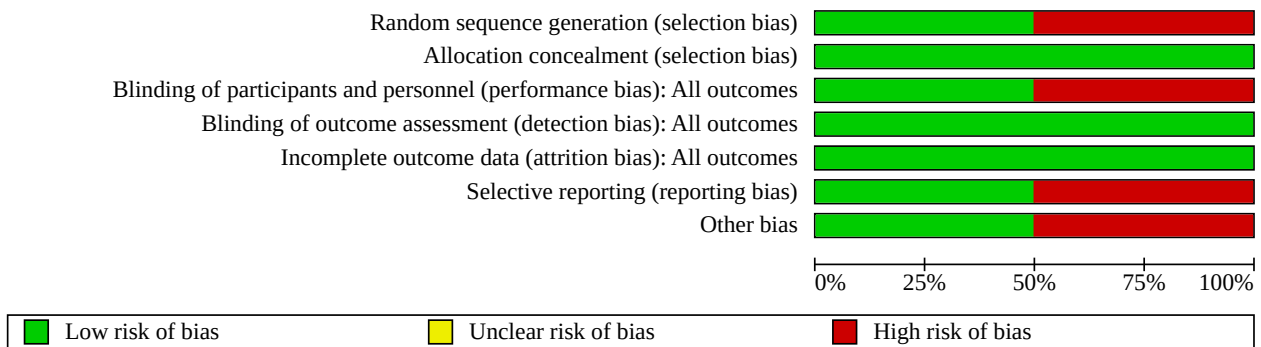 Random sequence generation (selection bias)
Allocation concealment (selection bias)
Blinding of participants and personnel (performance bias): All outcomes
Blinding of outcome assessment (detection bias): All outcomes
Incomplete outcome data (attrition bias): All outcomes
Selective reporting (reporting bias)
Other bias
0% 25% 50% 75% 100%
Low risk of bias Unclear risk of bias High risk of bias